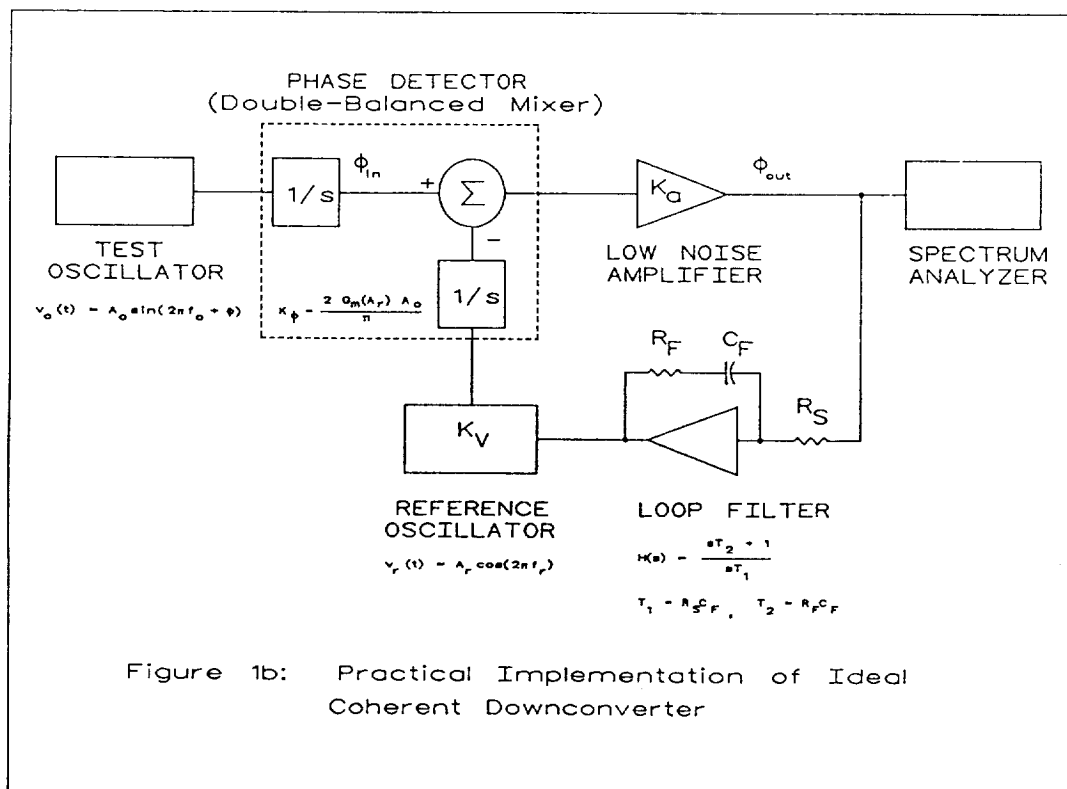 PHASE DETECTOR
(Double-Balanced Mixer)
1/s
ϕin
+
Σ
−
1/s
Ka
ϕout
TEST
OSCILLATOR
vo(t) = Ao sin(2πfo + ϕ)
Kϕ = 2 Gm(Ar) Ao / π
LOW NOISE
AMPLIFIER
SPECTRUM
ANALYZER
RF
CF
RS
KV
REFERENCE
OSCILLATOR
vr(t) = Ar cos(2πfr)
LOOP FILTER
H(s) = sT2 + 1 / sT1
T1 = RSCF, T2 = RFCF
Figure 1b: Practical Implementation of Ideal
Coherent Downconverter